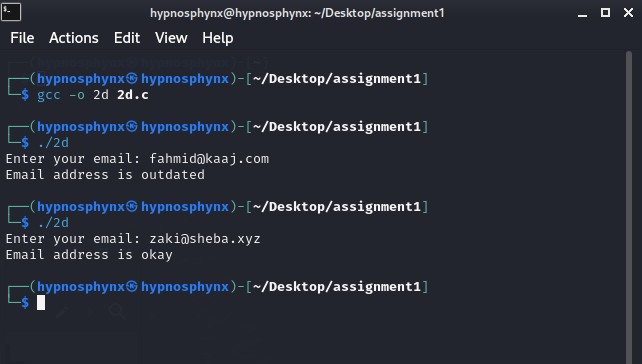 hypnosphynx@hypnosphynx: ~/Desktop/assignment1
File Actions Edit View Help
┌──(hypnosphynx㉿hypnosphynx)-[~/Desktop/assignment1]
└─$ gcc -o 2d 2d.c
┌──(hypnosphynx㉿hypnosphynx)-[~/Desktop/assignment1]
└─$ ./2d
Enter your email: fahmid@kaaj.com
Email address is outdated
┌──(hypnosphynx㉿hypnosphynx)-[~/Desktop/assignment1]
└─$ ./2d
Enter your email: zaki@sheba.xyz
Email address is okay
┌──(hypnosphynx㉿hypnosphynx)-[~/Desktop/assignment1]
└─$